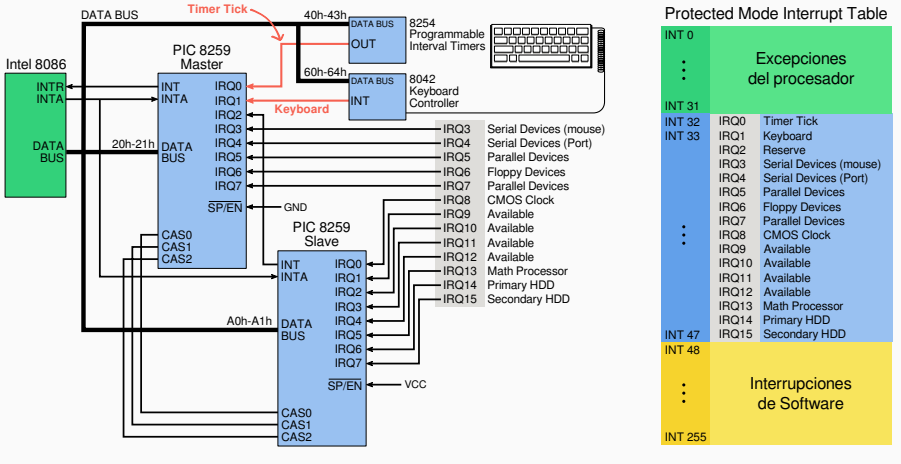 DATA BUS
Timer Tick
40h-43h
DATA BUS
OUT
8254
Programmable
Interval Timers
60h-64h
DATA BUS
INT
8042
Keyboard
Controller
Keyboard
Intel 8086
INTR
INTA
DATA
BUS
20h-21h
PIC 8259
Master
INT
INTA
DATA
BUS
IRQ0
IRQ1
IRQ2
IRQ3
IRQ4
IRQ5
IRQ6
IRQ7
SP/EN
GND
CAS0
CAS1
CAS2
IRQ3 Serial Devices (mouse)
IRQ4 Serial Devices (Port)
IRQ5 Parallel Devices
IRQ6 Floppy Devices
IRQ7 Parallel Devices
IRQ8 CMOS Clock
IRQ9 Available
IRQ10 Available
IRQ11 Available
IRQ12 Available
IRQ13 Math Processor
IRQ14 Primary HDD
IRQ15 Secondary HDD
PIC 8259
Slave
INT
INTA
A0h-A1h
DATA
BUS
IRQ0
IRQ1
IRQ2
IRQ3
IRQ4
IRQ5
IRQ6
IRQ7
SP/EN
VCC
CAS0
CAS1
CAS2
Protected Mode Interrupt Table
INT 0
Excepciones
del procesador
INT 31
INT 32 IRQ0 Timer Tick
INT 33 IRQ1 Keyboard
IRQ2 Reserve
IRQ3 Serial Devices (mouse)
IRQ4 Serial Devices (Port)
IRQ5 Parallel Devices
IRQ6 Floppy Devices
IRQ7 Parallel Devices
IRQ8 CMOS Clock
IRQ9 Available
IRQ10 Available
IRQ11 Available
IRQ12 Available
IRQ13 Math Processor
IRQ14 Primary HDD
INT 47 IRQ15 Secondary HDD
INT 48
Interrupciones
de Software
INT 255